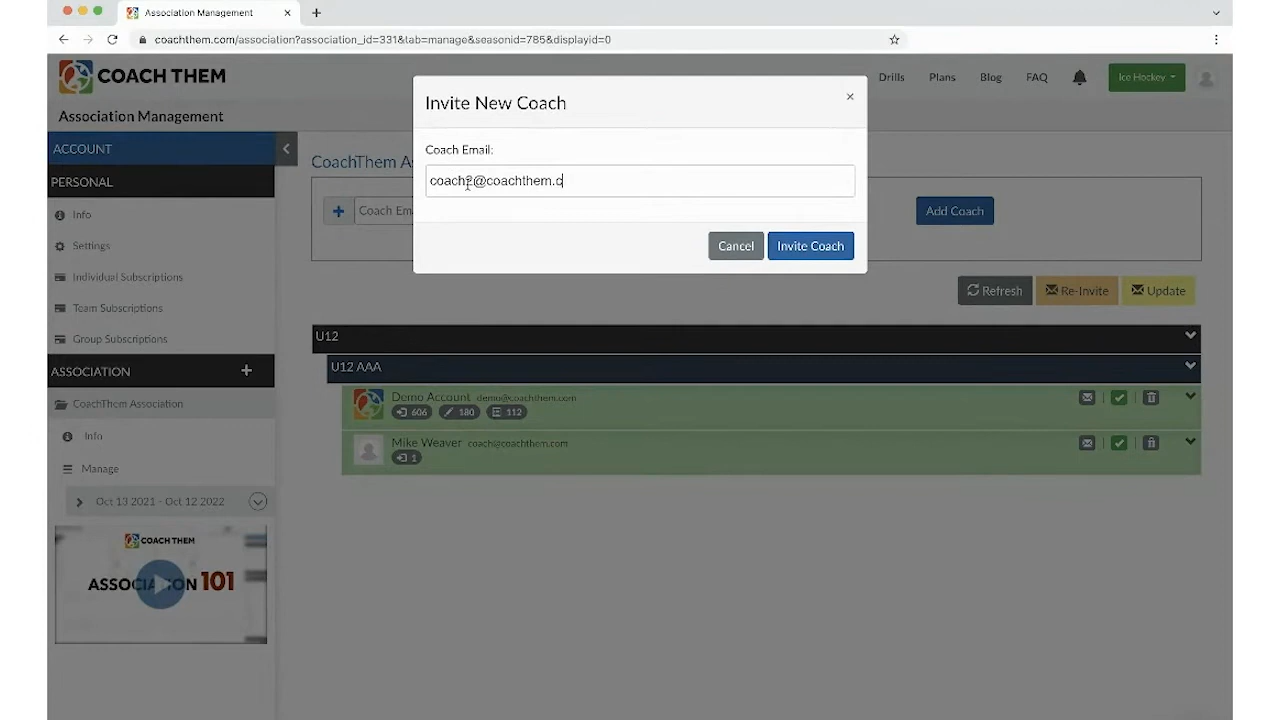 Association Management
coachthem.com/association?association_id=331&tab=manage&seasonid=785&displayid=0
COACH THEM
Drills
Plans
Blog
FAQ
Ice Hockey
Association Management
Invite New Coach
×
Coach Email:
coach2@coachthem.c
Cancel
Invite Coach
ACCOUNT
PERSONAL
Info
Settings
Individual Subscriptions
Team Subscriptions
Group Subscriptions
ASSOCIATION +
CoachThem Association
Info
Manage
Oct 13 2021 - Oct 12 2022
COACH THEM
ASSOCIATION 101
CoachThem As
Coach Em
Add Coach
Refresh
Re-Invite
Update
U12
U12 AAA
Demo Account demo@coachthem.com
606 180 112
Mike Weaver coach@coachthem.com
1